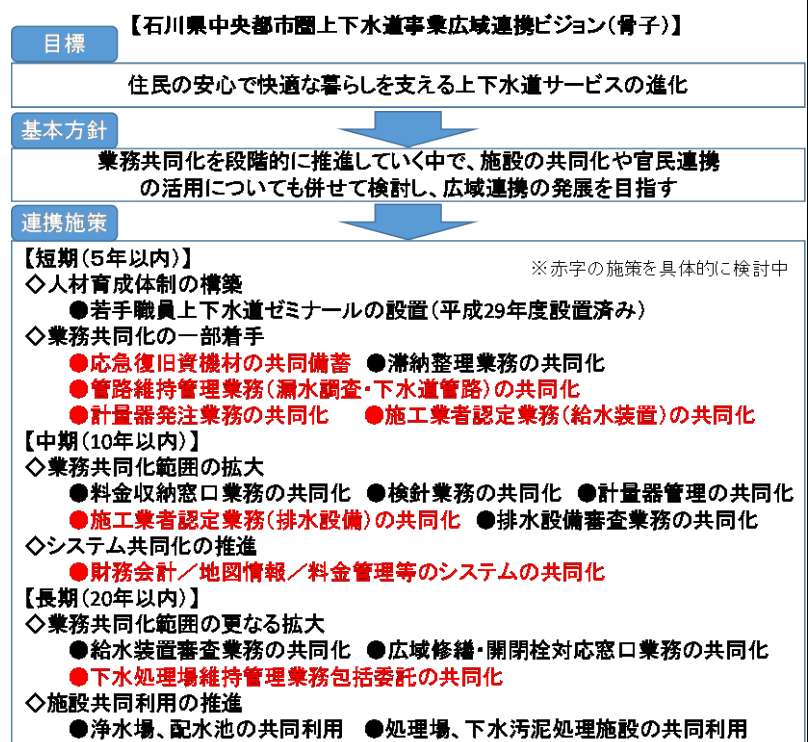 【石川県中央都市圏上下水道事業広域連携ビジョン(骨子)】
目標
住民の安心で快適な暮らしを支える上下水道サービスの進化
基本方針
業務共同化を段階的に推進していく中で、施設の共同化や官民連携
の活用についても併せて検討し、広域連携の発展を目指す
連携施策
【短期(5年以内)】
※赤字の施策を具体的に検討中
◇人材育成体制の構築
●若手職員上下水道ゼミナールの設置(平成29年度設置済み)
◇業務共同化の一部着手
●応急復旧資機材の共同備蓄 ●滞納整理業務の共同化
●管路維持管理業務(漏水調査・下水道管路)の共同化
●計量器発注業務の共同化 ●施工業者認定業務(給水装置)の共同化
【中期(10年以内)】
◇業務共同化範囲の拡大
●料金収納窓口業務の共同化 ●検針業務の共同化 ●計量器管理の共同化
●施工業者認定業務(排水設備)の共同化 ●排水設備審査業務の共同化
◇システム共同化の推進
●財務会計/地図情報/料金管理等のシステムの共同化
【長期(20年以内)】
◇業務共同化範囲の更なる拡大
●給水装置審査業務の共同化 ●広域修繕・開閉栓対応窓口業務の共同化
●下水処理場維持管理業務包括委託の共同化
◇施設共同利用の推進
●浄水場、配水池の共同利用 ●処理場、下水汚泥処理施設の共同利用